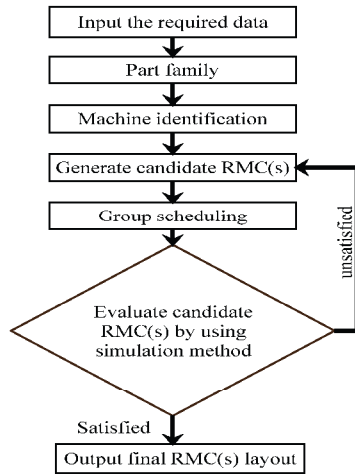 Input the required data
Part family
Machine identification
Generate candidate RMC(s)
Group scheduling
unsatisfied
Evaluate candidate
RMC(s) by using
simulation method
Satisfied
Output final RMC(s) layout